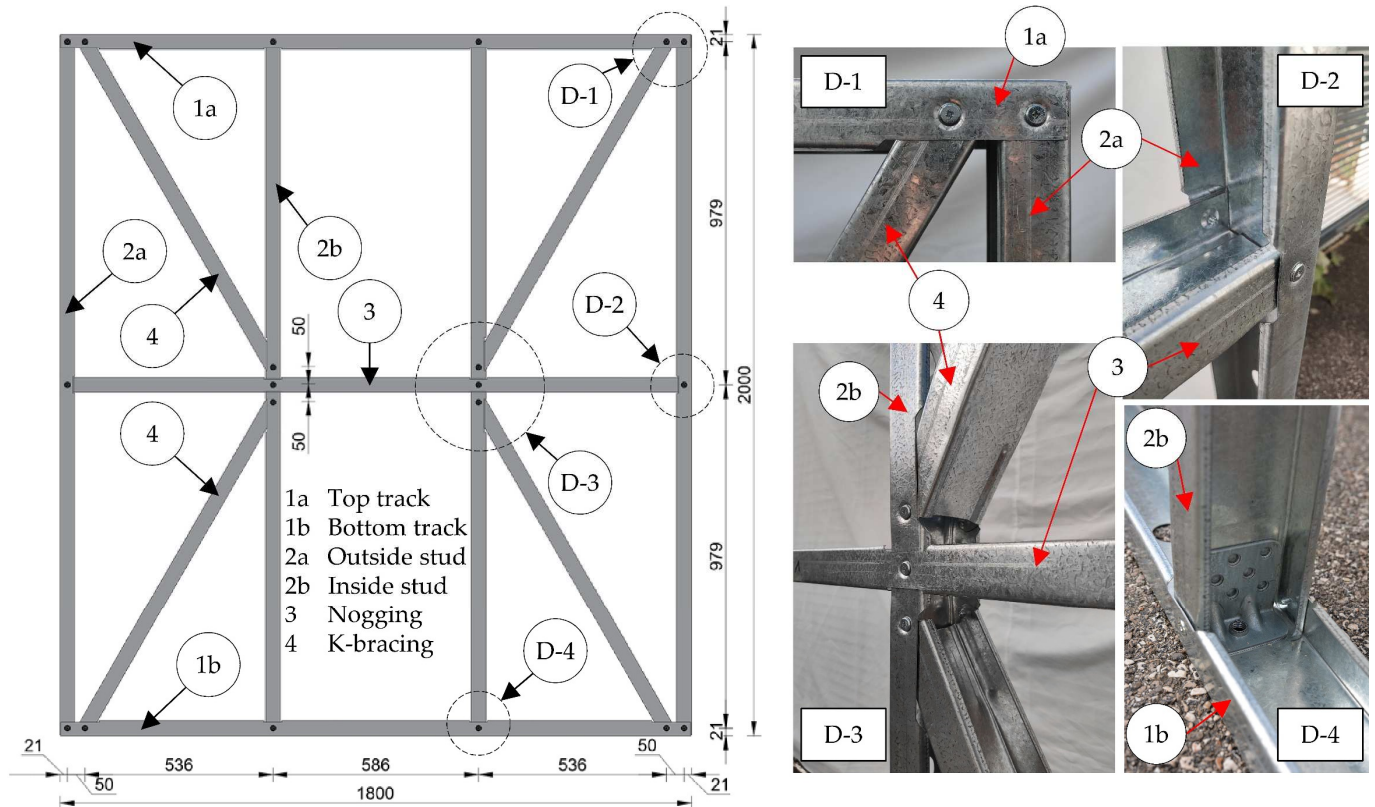 21
D-1
1a
979
2b
2a
D-2
50
3
4
2000
50
4
D-3
1a Top track
1b Bottom track
2a Outside stud
2b Inside stud
3 Nogging
4 K-bracing
979
1b
D-4
21
21
50
536
586
536
50
21
1800
1a
D-1
D-2
2a
4
2b
3
2b
D-3
1b
D-4